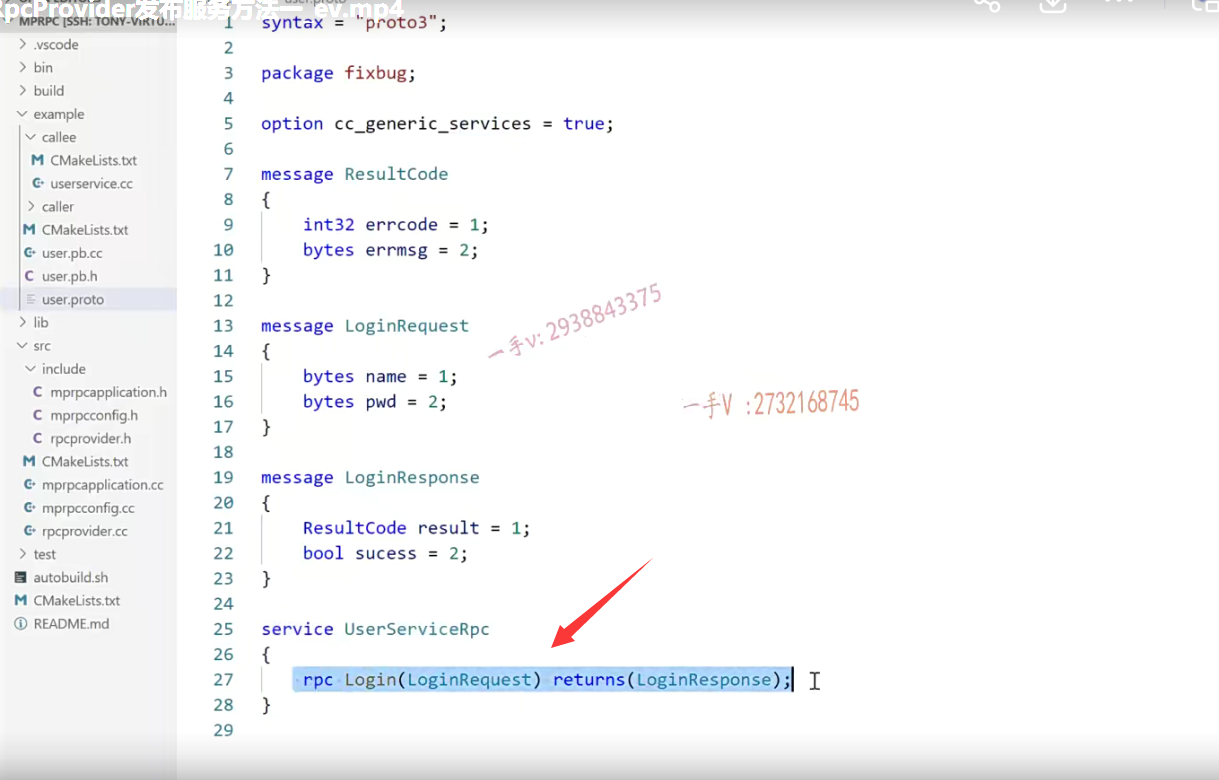 pcProvider发布服务方法一_ev.mp4
MPRPC [SSH: TONY-VIRTU...
.vscode
bin
build
example
callee
CMakeLists.txt
userservice.cc
caller
CMakeLists.txt
user.pb.cc
user.pb.h
user.proto
lib
src
include
mprpcapplication.h
mprpcconfig.h
rpcprovider.h
CMakeLists.txt
mprpcapplication.cc
mprpcconfig.cc
rpcprovider.cc
test
autobuild.sh
CMakeLists.txt
README.md
user.proto
1 syntax = "proto3";
2
3 package fixbug;
4
5 option cc_generic_services = true;
6
7 message ResultCode
8 {
9 int32 errcode = 1;
10 bytes errmsg = 2;
11 }
12
13 message LoginRequest
14 {
15 bytes name = 1;
16 bytes pwd = 2;
17 }
18
19 message LoginResponse
20 {
21 ResultCode result = 1;
22 bool sucess = 2;
23 }
24
25 service UserServiceRpc
26 {
27 rpc Login(LoginRequest) returns(LoginResponse);
28 }
29
一手v: 2938843375
一手V :2732168745